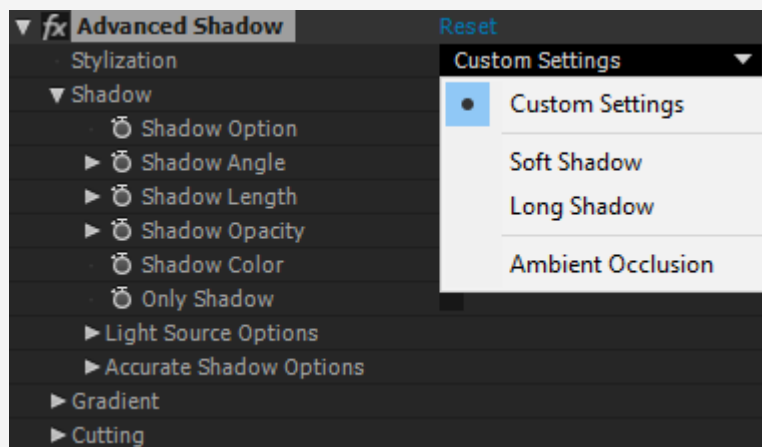 fx Advanced Shadow Reset
Stylization Custom Settings
Shadow Custom Settings
Shadow Option
Shadow Angle Soft Shadow
Shadow Length Long Shadow
Shadow Opacity
Shadow Color Ambient Occlusion
Only Shadow
Light Source Options
Accurate Shadow Options
Gradient
Cutting